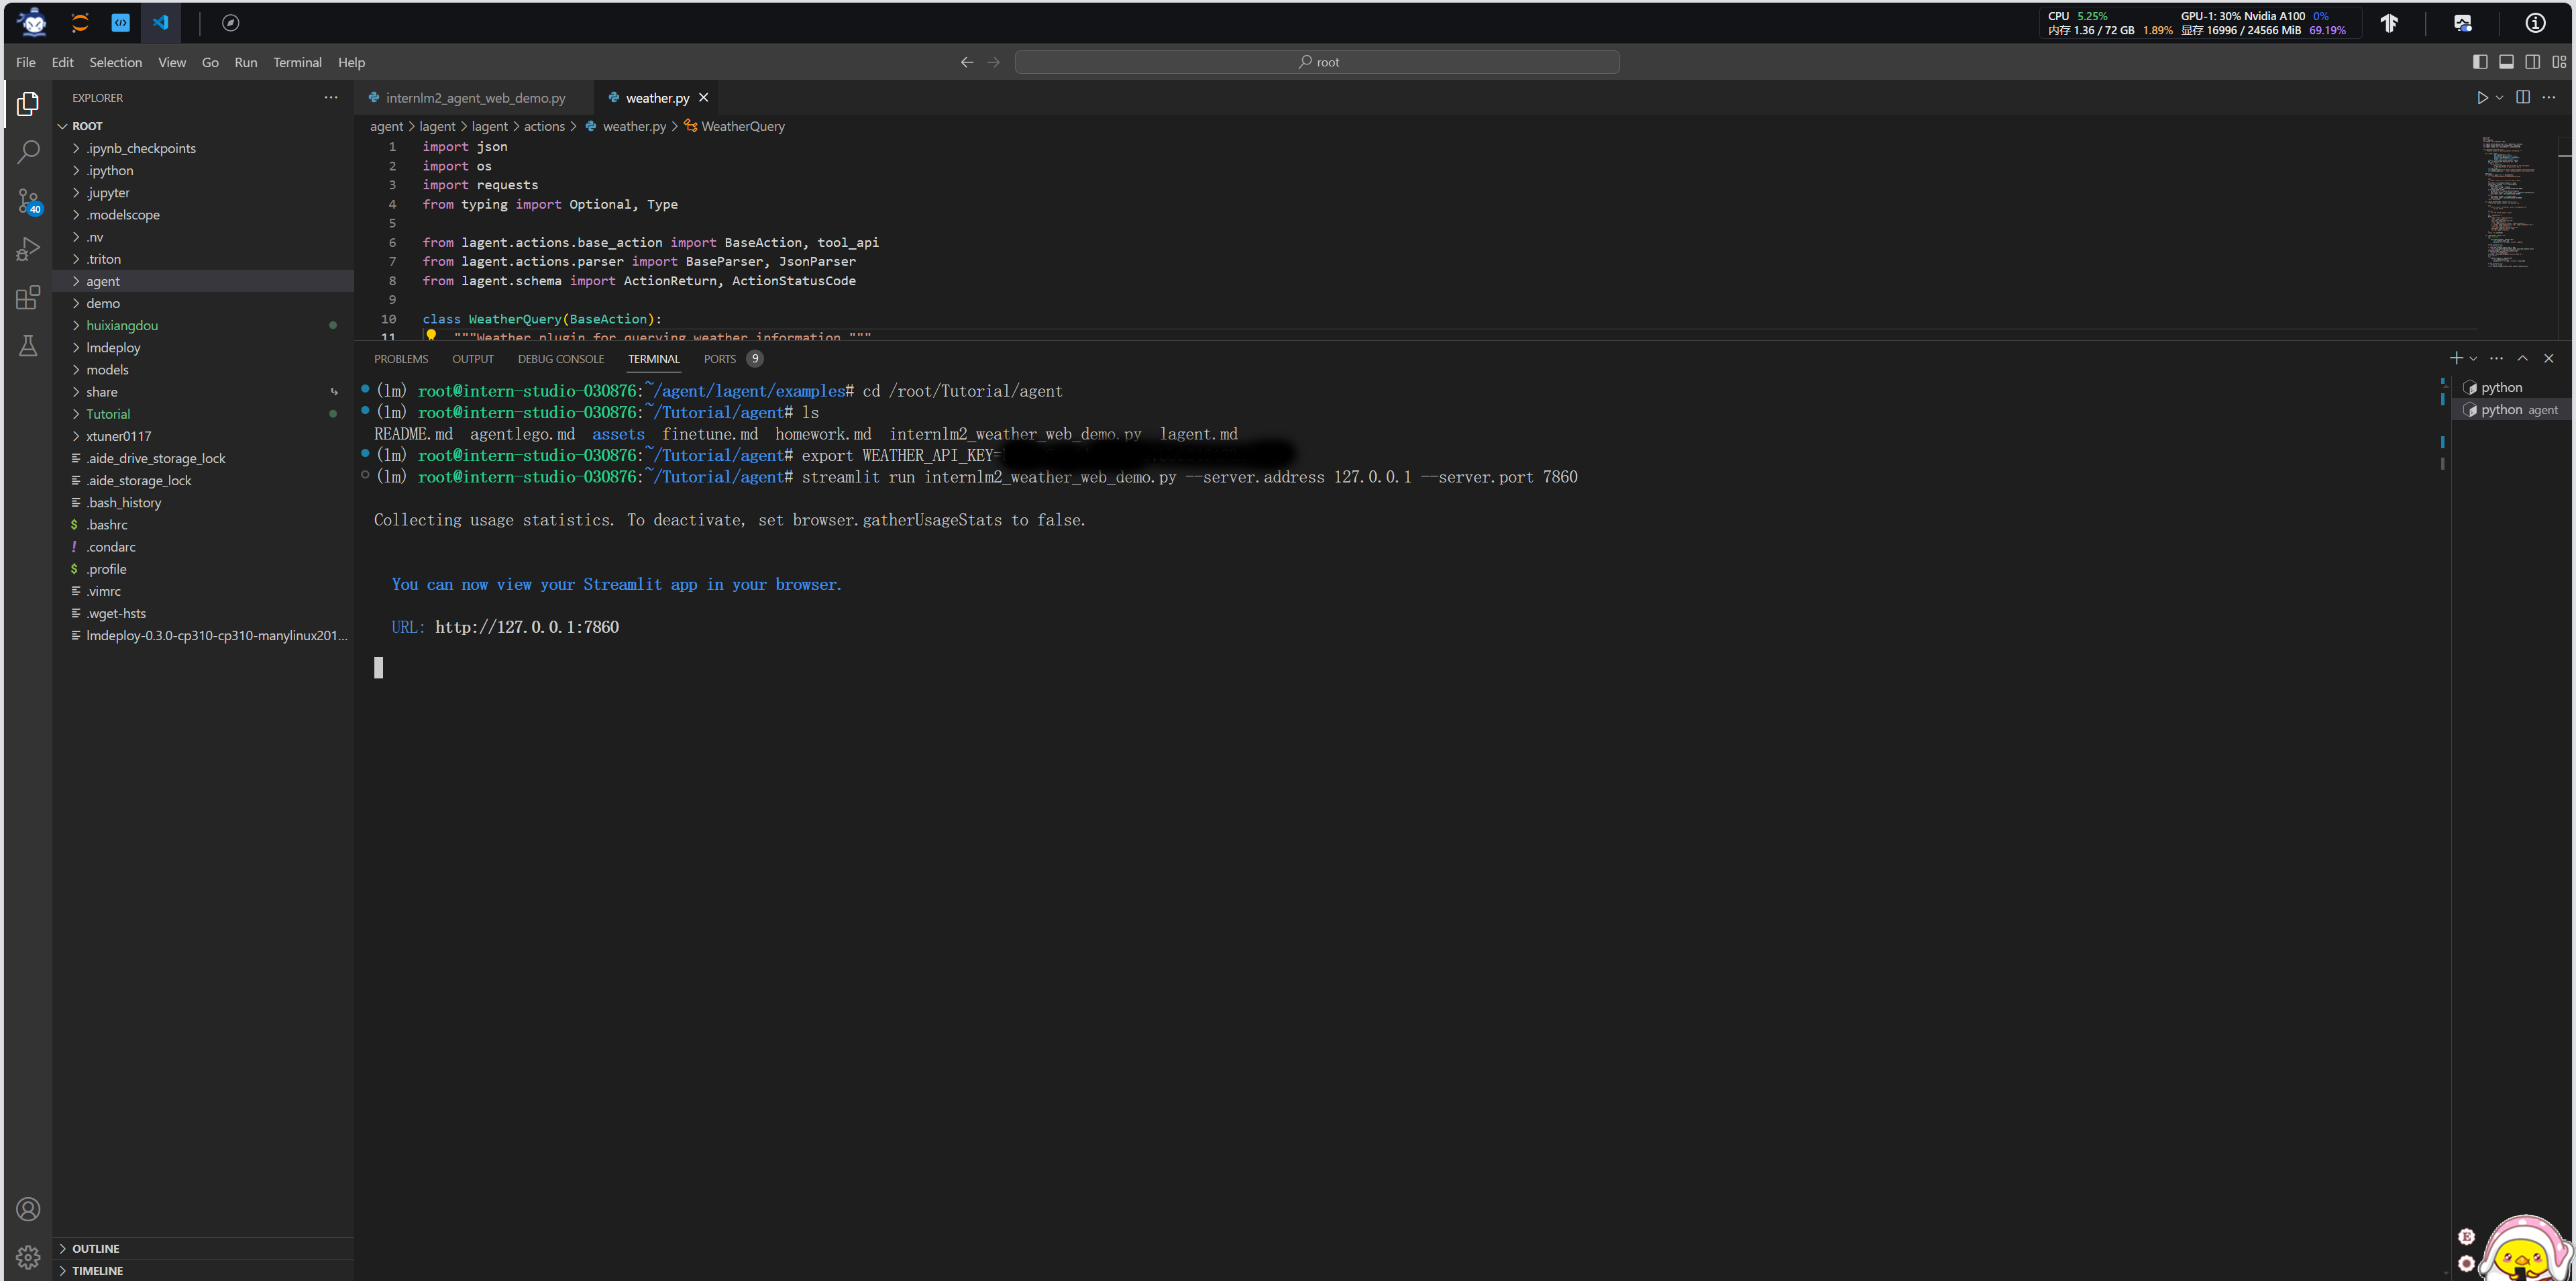 CPU 5.25% GPU-1: 30% Nvidia A100 0%
内存 1.36 / 72 GB 1.89% 显存 16996 / 24566 MiB 69.19%
File Edit Selection View Go Run Terminal Help
root
EXPLORER
internlm2_agent_web_demo.py
weather.py
agent > lagent > lagent > actions > weather.py > WeatherQuery
ROOT
.ipynb_checkpoints
.ipython
.jupyter
.modelscope
.nv
.triton
agent
demo
huixiangdou
lmdeploy
models
share
Tutorial
xtuner0117
.aide_drive_storage_lock
.aide_storage_lock
.bash_history
$ .bashrc
! .condarc
$ .profile
.vimrc
.wget-hsts
lmdeploy-0.3.0-cp310-cp310-manylinux201...
OUTLINE
TIMELINE
40
1 import json
2 import os
3 import requests
4 from typing import Optional, Type
5
6 from lagent.actions.base_action import BaseAction, tool_api
7 from lagent.actions.parser import BaseParser, JsonParser
8 from lagent.schema import ActionReturn, ActionStatusCode
9
10 class WeatherQuery(BaseAction):
11 """Weather plugin for querying weather information."""
PROBLEMS OUTPUT DEBUG CONSOLE TERMINAL PORTS 9
(lm) root@intern-studio-030876:~/agent/lagent/examples# cd /root/Tutorial/agent
(lm) root@intern-studio-030876:~/Tutorial/agent# ls
README.md agentlego.md assets finetune.md homework.md internlm2_weather_web_demo.py lagent.md
(lm) root@intern-studio-030876:~/Tutorial/agent# export WEATHER_API_KEY=
(lm) root@intern-studio-030876:~/Tutorial/agent# streamlit run internlm2_weather_web_demo.py --server.address 127.0.0.1 --server.port 7860
Collecting usage statistics. To deactivate, set browser.gatherUsageStats to false.
You can now view your Streamlit app in your browser.
URL: http://127.0.0.1:7860
python
python agent